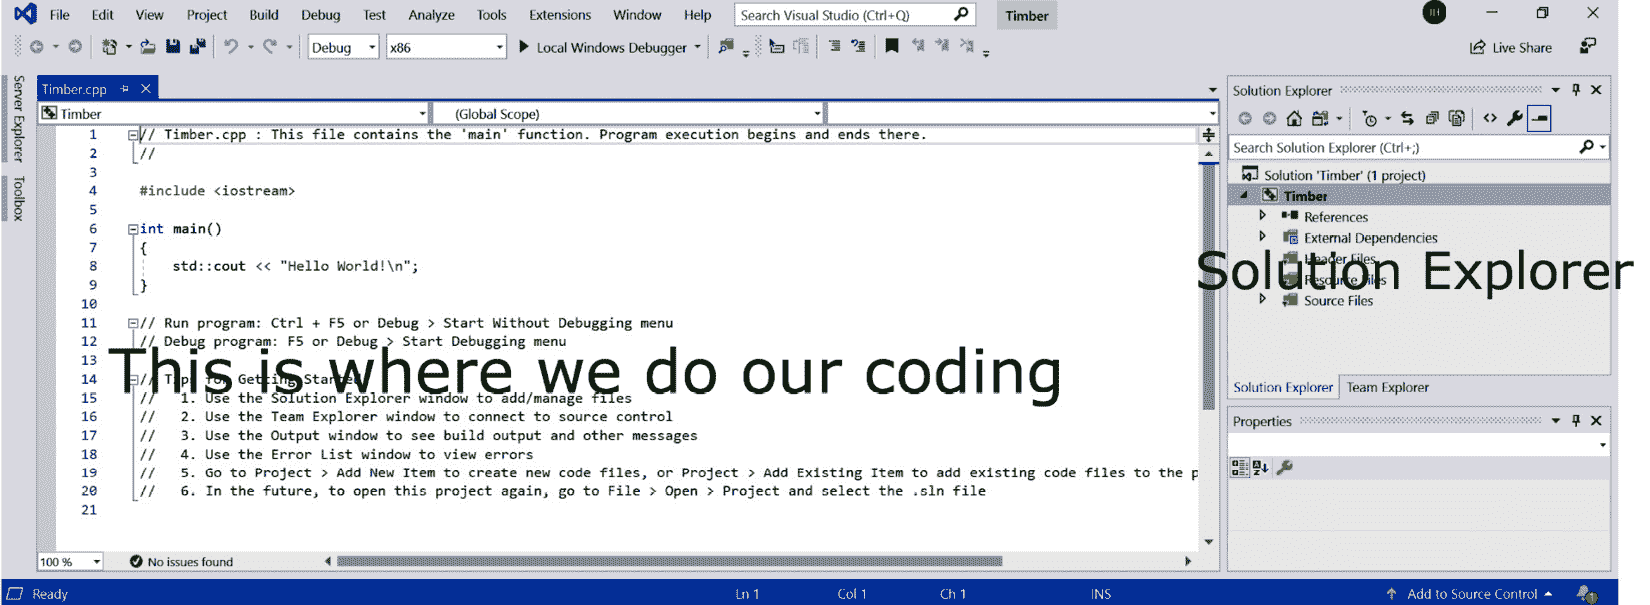 File Edit View Project Build Debug Test Analyze Tools Extensions Window Help Search Visual Studio (Ctrl+Q) Timber
Debug x86 Local Windows Debugger Live Share
Server Explorer
Toolbox
Timber.cpp
Timber (Global Scope)
1 // Timber.cpp : This file contains the 'main' function. Program execution begins and ends there.
2 //
3
4 #include <iostream>
5
6 int main()
7 {
8 std::cout << "Hello World!\n";
9 }
10
11 // Run program: Ctrl + F5 or Debug > Start Without Debugging menu
12 // Debug program: F5 or Debug > Start Debugging menu
13
This is where we do our coding
14 // Tips for Getting Started
15 // 1. Use the Solution Explorer window to add/manage files
16 // 2. Use the Team Explorer window to connect to source control
17 // 3. Use the Output window to see build output and other messages
18 // 4. Use the Error List window to view errors
19 // 5. Go to Project > Add New Item to create new code files, or Project > Add Existing Item to add existing code files to the p
20 // 6. In the future, to open this project again, go to File > Open > Project and select the .sln file
21
100 % No issues found
Solution Explorer
Search Solution Explorer (Ctrl+;)
Solution 'Timber' (1 project)
Timber
References
External Dependencies
Header Files
Solution Explorer
Resource Files
Source Files
Solution Explorer Team Explorer
Properties
Ready Ln 1 Col 1 Ch 1 INS Add to Source Control 1